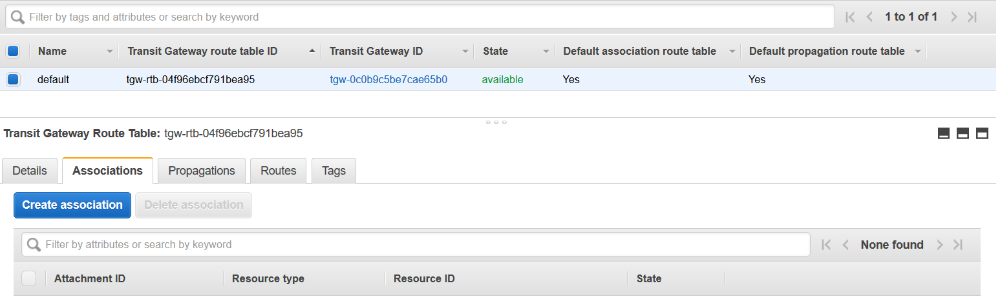 Filter by tags and attributes or search by keyword 1 to 1 of 1
Name Transit Gateway route table ID Transit Gateway ID State Default association route table Default propagation route table
default tgw-rtb-04f96ebcf791bea95 tgw-0c0b9c5be7cae65b0 available Yes Yes
Transit Gateway Route Table: tgw-rtb-04f96ebcf791bea95
Details Associations Propagations Routes Tags
Create association Delete association
Filter by attributes or search by keyword None found
Attachment ID Resource type Resource ID State